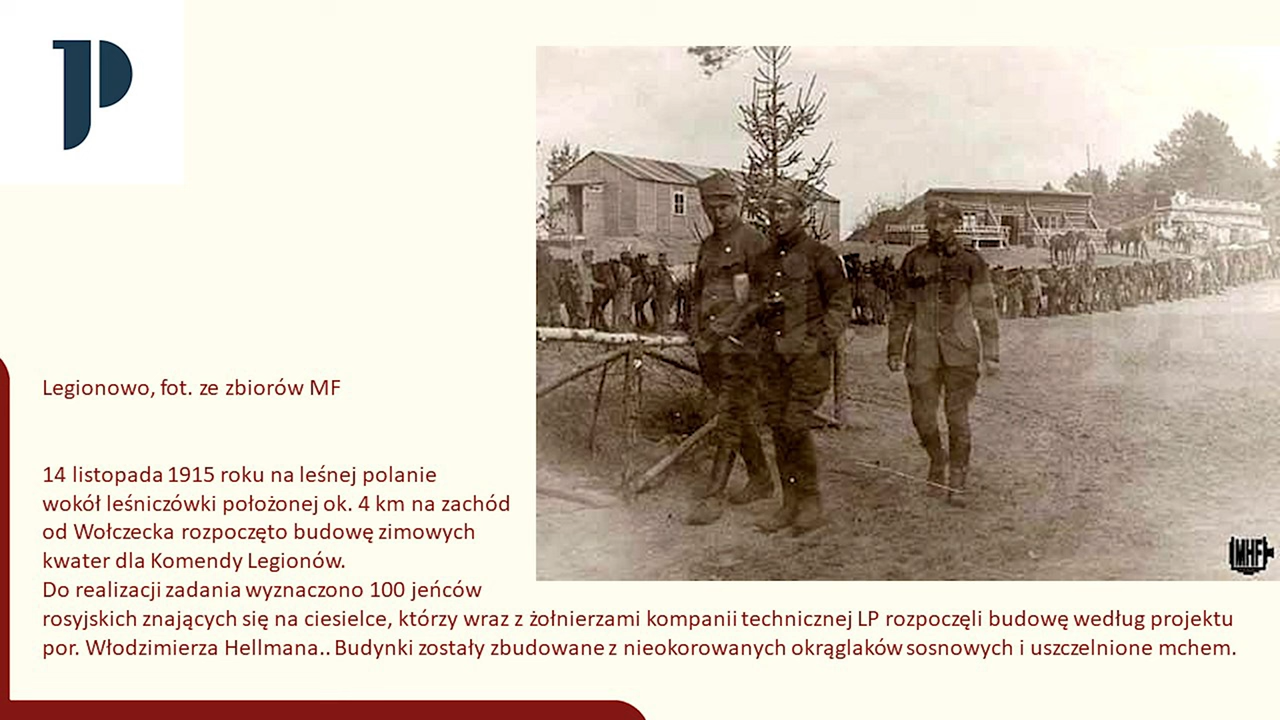 Legionowo, fot. ze zbiorów MF
14 listopada 1915 roku na leśnej polanie
wokół leśniczówki położonej ok. 4 km na zachód
od Wołczecka rozpoczęto budowę zimowych
kwater dla Komendy Legionów.
Do realizacji zadania wyznaczono 100 jeńców
rosyjskich znających się na ciesielce, którzy wraz z żołnierzami kompanii technicznej LP rozpoczęli budowę według projektu
por. Włodzimierza Hellmana.. Budynki zostały zbudowane z nieokorowanych okrąglaków sosnowych i uszczelnione mchem.
MHF